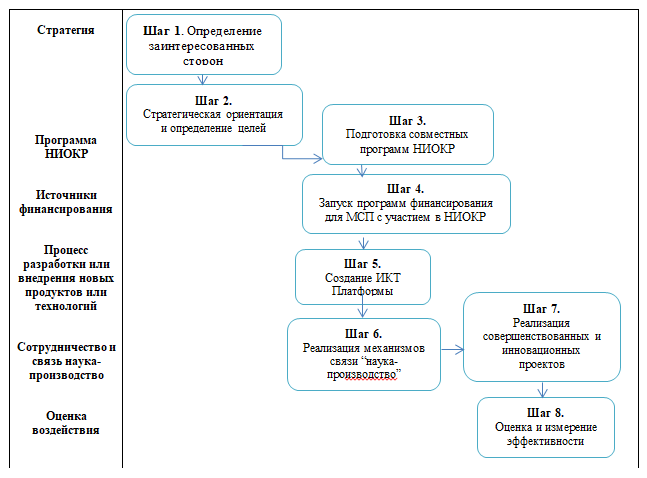 Стратегия
Шаг 1. Определение
заинтересованных
сторон
Шаг 2.
Стратегическая ориентация
и определение целей
Программа
НИОКР
Шаг 3.
Подготовка совместных
программ НИОКР
Источники
финансирования
Шаг 4.
Запуск программ финансирования
для МСП с участием в НИОКР
Процесс
разработки или
внедрения новых
продуктов или
технологий
Шаг 5.
Создание ИКТ
Платформы
Сотрудничество и
связь наука-
производство
Шаг 6.
Реализация механизмов
связи “наука-
производство”
Шаг 7.
Реализация
совершенствованных и
инновационных
проектов
Оценка
воздействия
Шаг 8.
Оценка и измерение
эффективности